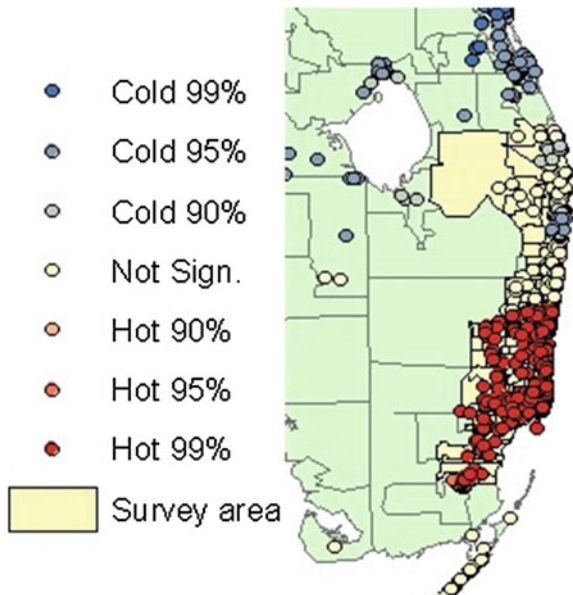 Cold 99%
Cold 95%
Cold 90%
Not Sign.
Hot 90%
Hot 95%
Hot 99%
Survey area